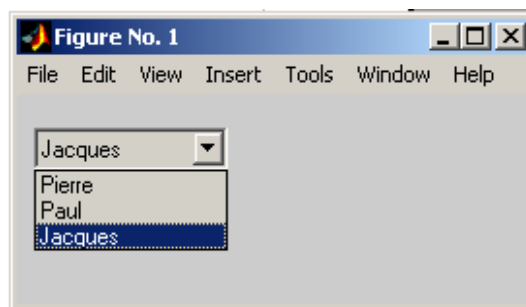 Figure No. 1
File Edit View Insert Tools Window Help
Jacques
Pierre
Paul
Jacques